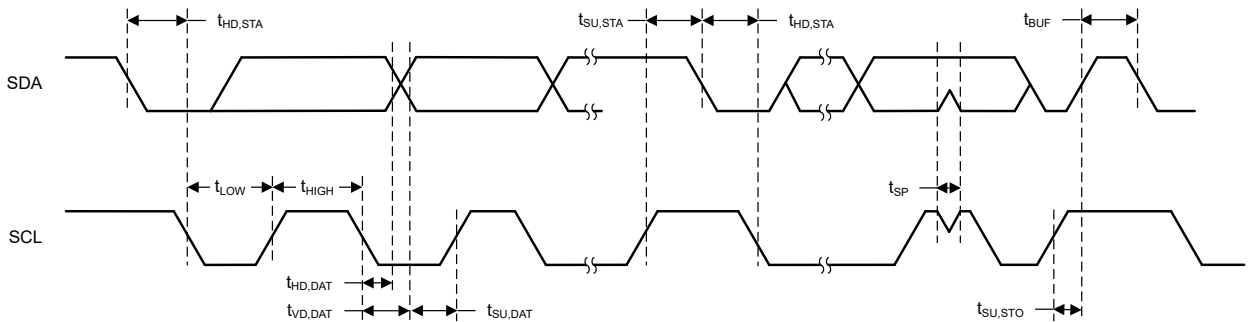 tHD,STA
tSU,STA
tHD,STA
tBUF
SDA
tLOW
tHIGH
tSP
SCL
tHD,DAT
tVD,DAT
tSU,DAT
tSU,STO